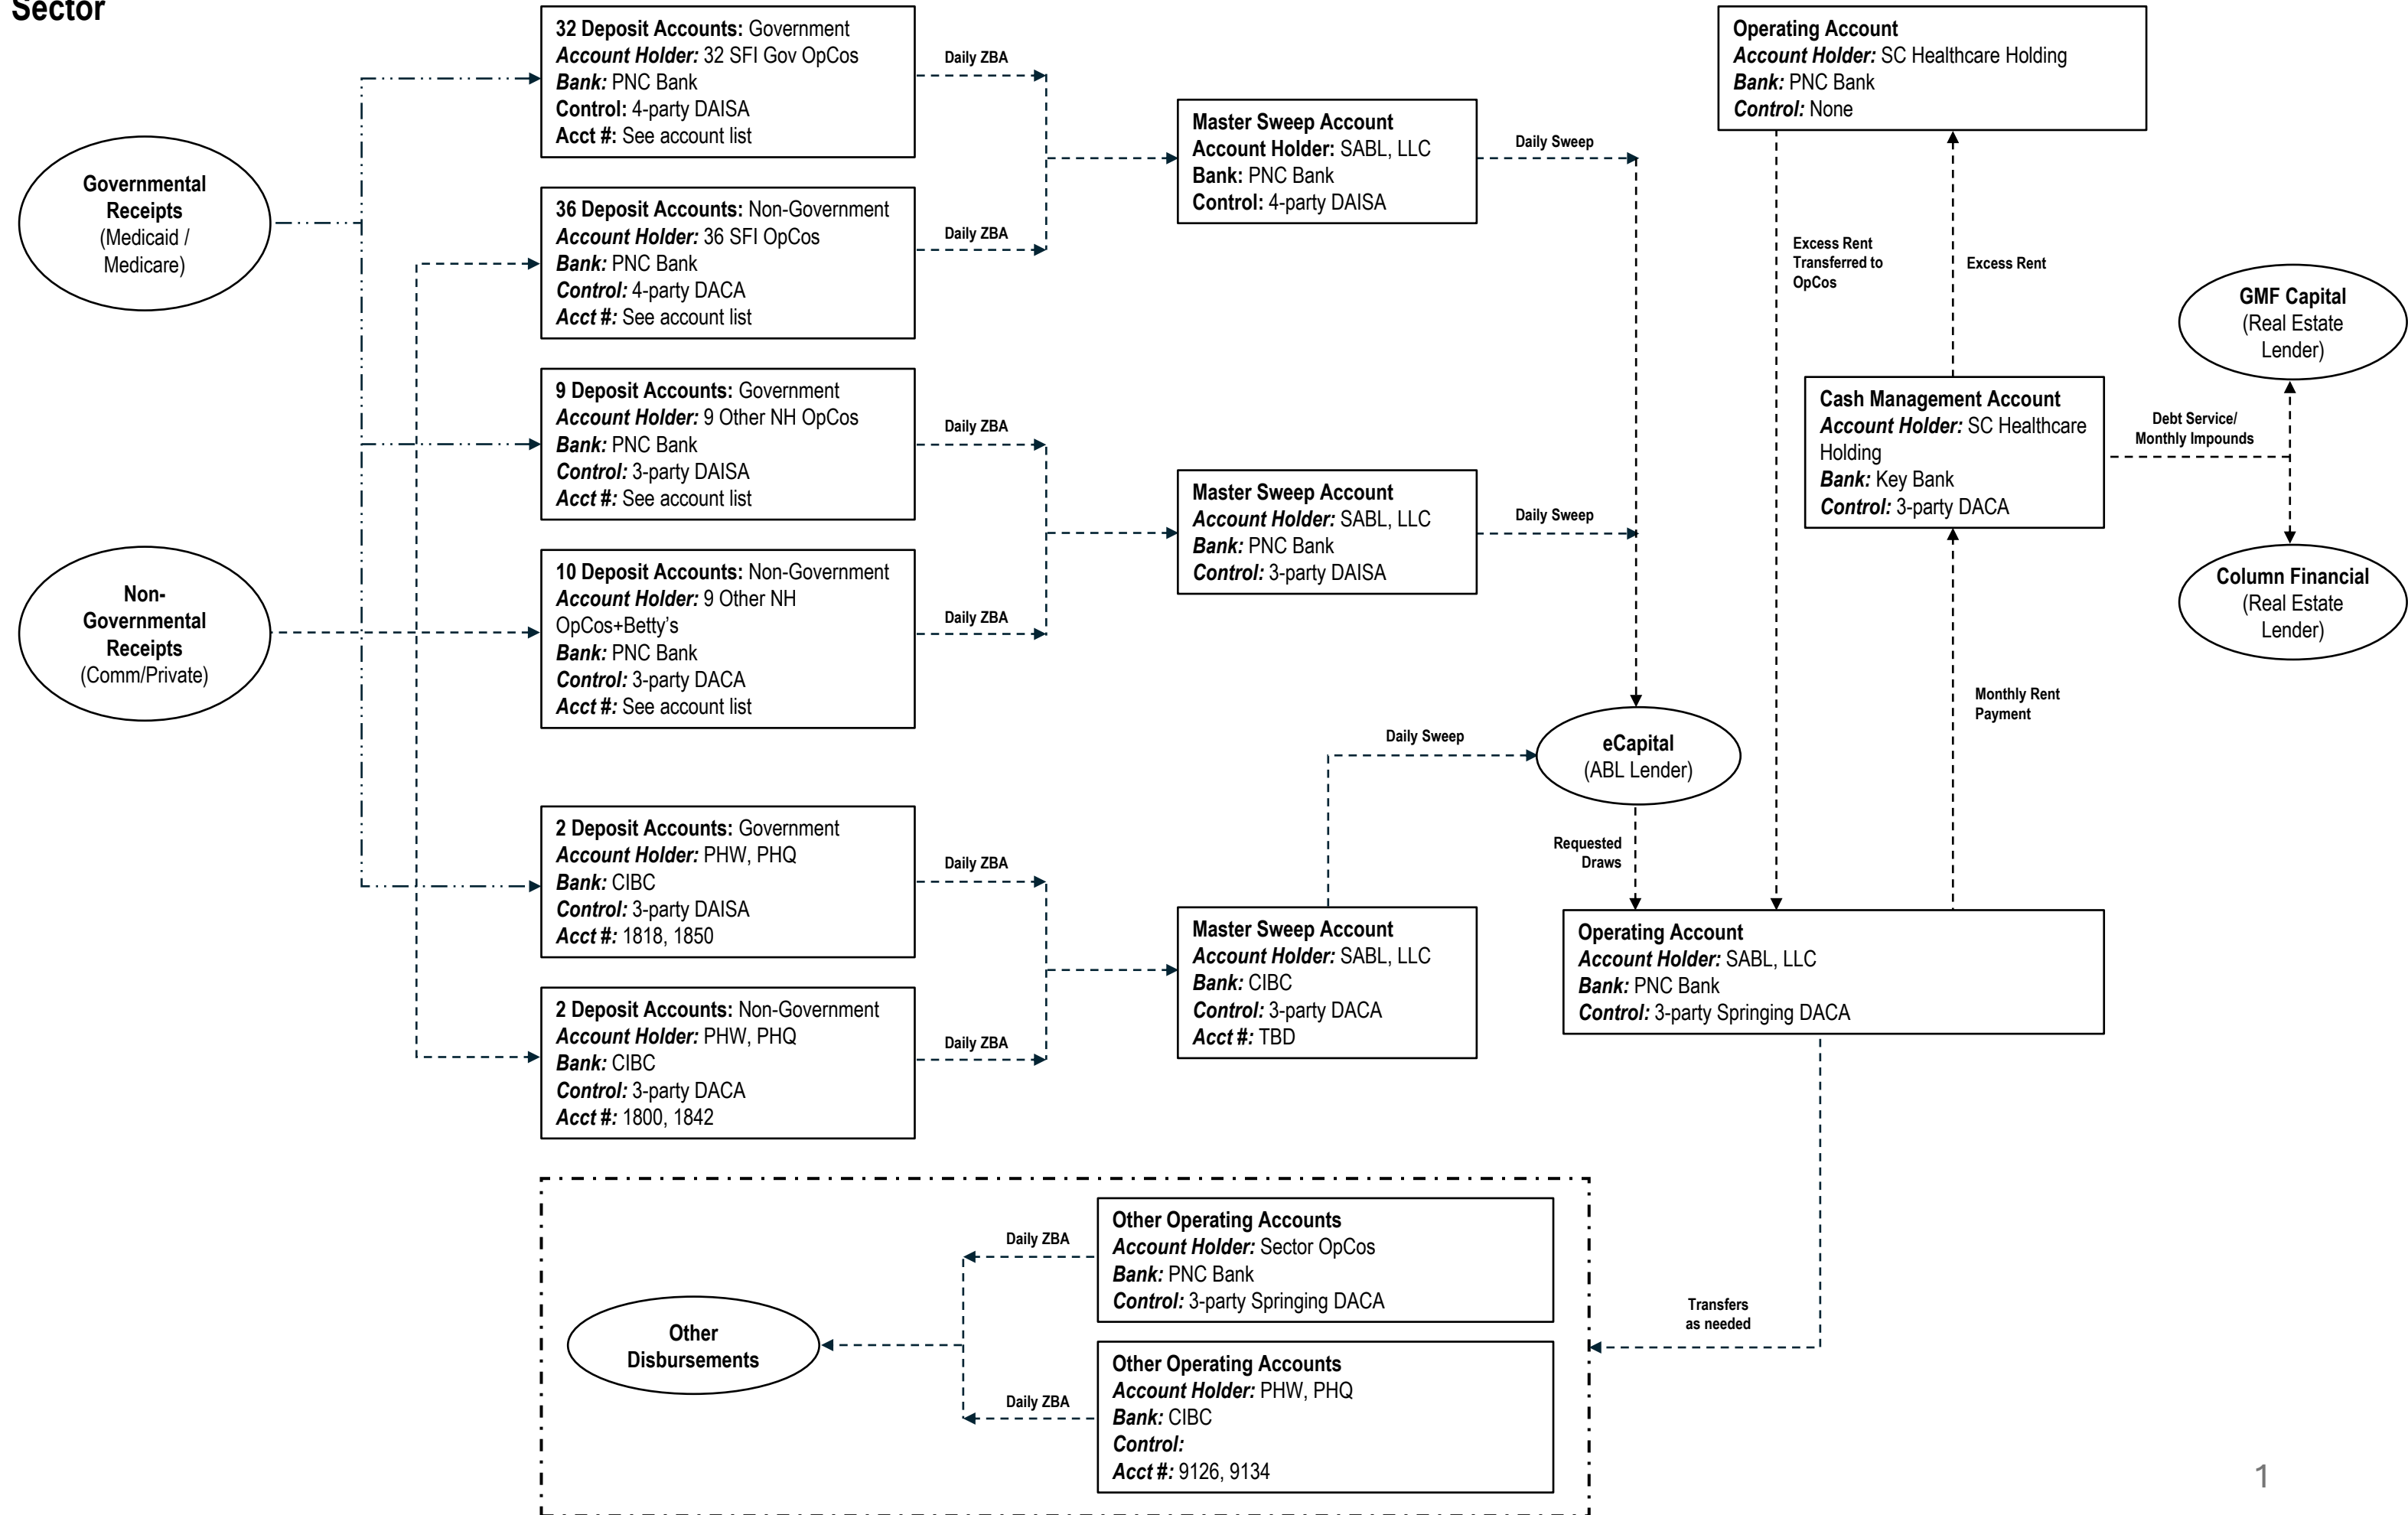 Sector
32 Deposit Accounts: Government
Account Holder: 32 SFI Gov OpCos
Bank: PNC Bank
Control: 4-party DAISA
Acct #: See account list
Daily ZBA
Operating Account
Account Holder: SC Healthcare Holding
Bank: PNC Bank
Control: None
Master Sweep Account
Account Holder: SABL, LLC
Bank: PNC Bank
Control: 4-party DAISA
Daily Sweep
Governmental
Receipts
(Medicaid /
Medicare)
36 Deposit Accounts: Non-Government
Account Holder: 36 SFI OpCos
Bank: PNC Bank
Control: 4-party DACA
Acct #: See account list
Daily ZBA
Excess Rent
Transferred to
OpCos
Excess Rent
GMF Capital
(Real Estate
Lender)
9 Deposit Accounts: Government
Account Holder: 9 Other NH OpCos
Bank: PNC Bank
Control: 3-party DAISA
Acct #: See account list
Daily ZBA
Cash Management Account
Account Holder: SC Healthcare
Holding
Bank: Key Bank
Control: 3-party DACA
Debt Service/
Monthly Impounds
Master Sweep Account
Account Holder: SABL, LLC
Bank: PNC Bank
Control: 3-party DAISA
Daily Sweep
Non-
Governmental
Receipts
(Comm/Private)
10 Deposit Accounts: Non-Government
Account Holder: 9 Other NH
OpCos+Betty's
Bank: PNC Bank
Control: 3-party DACA
Acct #: See account list
Daily ZBA
Column Financial
(Real Estate
Lender)
Monthly Rent
Payment
Daily Sweep
eCapital
(ABL Lender)
2 Deposit Accounts: Government
Account Holder: PHW, PHQ
Bank: CIBC
Control: 3-party DAISA
Acct #: 1818, 1850
Daily ZBA
Requested
Draws
Master Sweep Account
Account Holder: SABL, LLC
Bank: CIBC
Control: 3-party DACA
Acct #: TBD
Operating Account
Account Holder: SABL, LLC
Bank: PNC Bank
Control: 3-party Springing DACA
2 Deposit Accounts: Non-Government
Account Holder: PHW, PHQ
Bank: CIBC
Control: 3-party DACA
Acct #: 1800, 1842
Daily ZBA
Other Operating Accounts
Account Holder: Sector OpCos
Bank: PNC Bank
Control: 3-party Springing DACA
Daily ZBA
Other
Disbursements
Transfers
as needed
Other Operating Accounts
Account Holder: PHW, PHQ
Bank: CIBC
Control:
Acct #: 9126, 9134
Daily ZBA
1